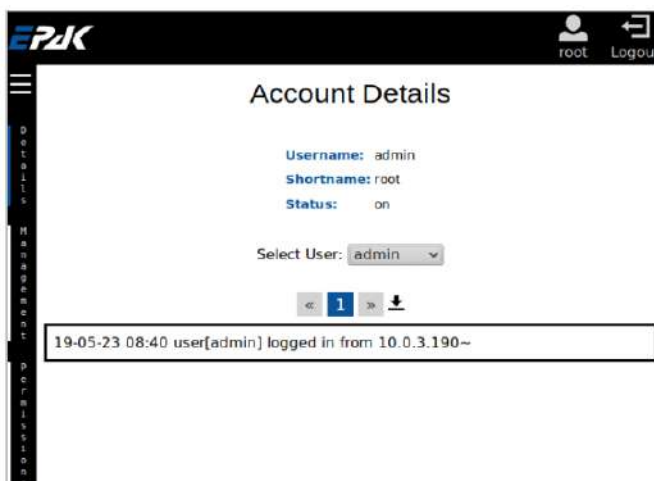 EPDK
root Logou
Account Details
Username: admin
Shortname: root
Status: on
Select User: admin
« 1 »
19-05-23 08:40 user[admin] logged in from 10.0.3.190~
Details
Management
Permission